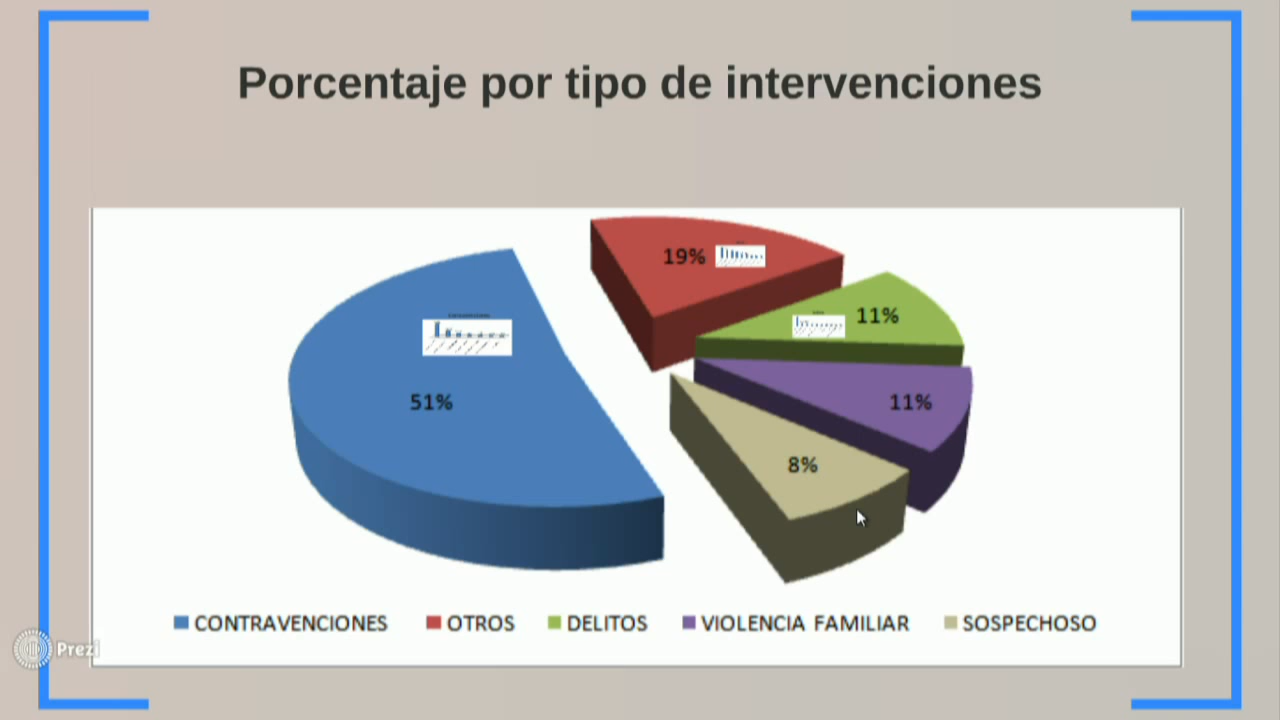 Porcentaje por tipo de intervenciones
19%
11%
51%
11%
8%
CONTRAVENCIONES OTROS DELITOS VIOLENCIA FAMILIAR SOSPECHOSO
Prezi